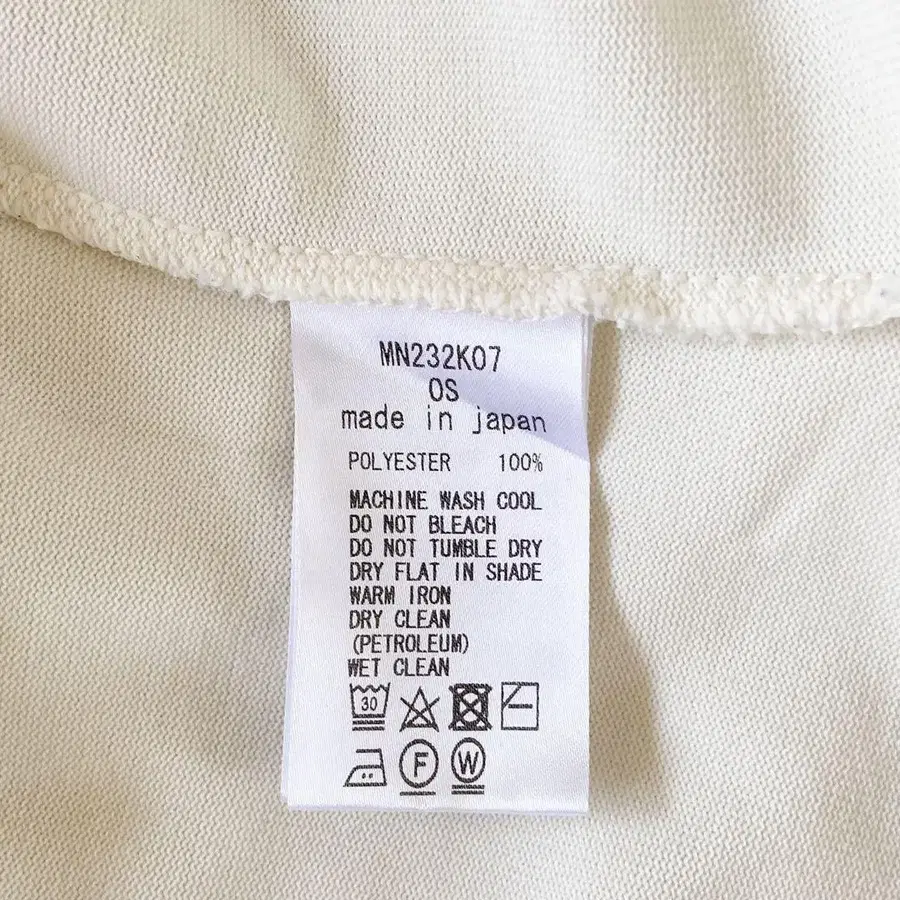 MN232K07
OS
made in japan
POLYESTER 100%
MACHINE WASH COOL
DO NOT BLEACH
DO NOT TUMBLE DRY
DRY FLAT IN SHADE
WARM IRON
DRY CLEAN
(PETROLEUM)
WET CLEAN
30
F W